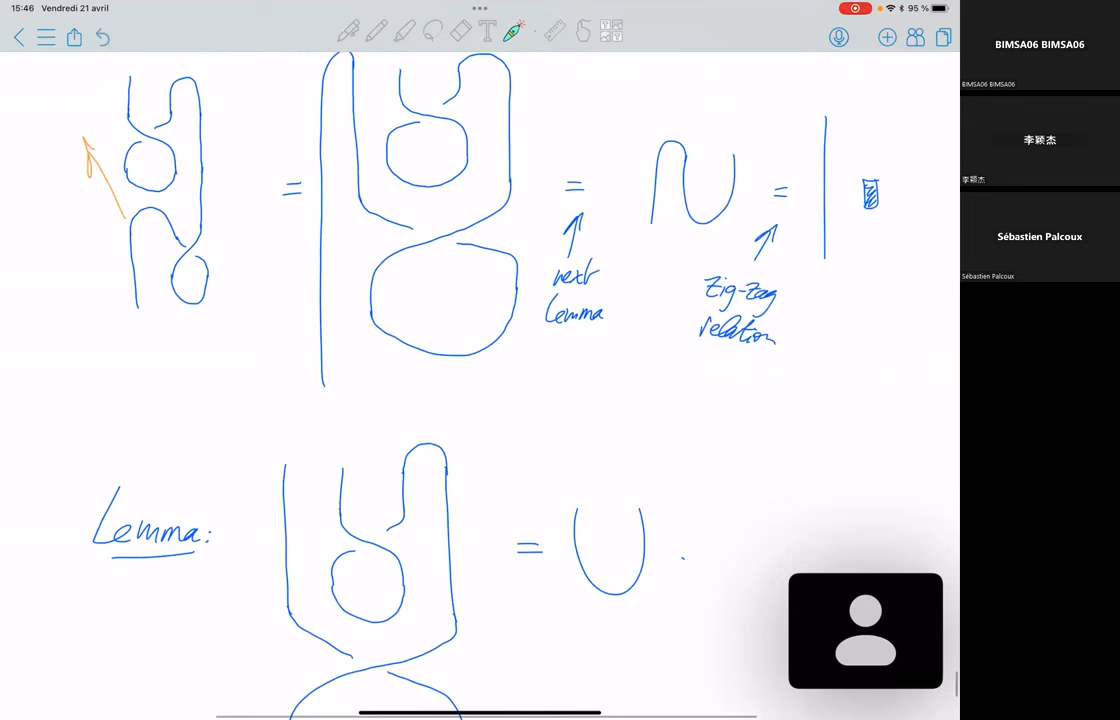 15:46 Vendredi 21 avril
95 %
BIMSA06 BIMSA06
BIMSA06 BIMSA06
李颖杰
李颖杰
Sébastien Palcoux
Sébastien Palcoux
= = =
next
Lemma
Zig-Zag
relation
Lemma:
= .